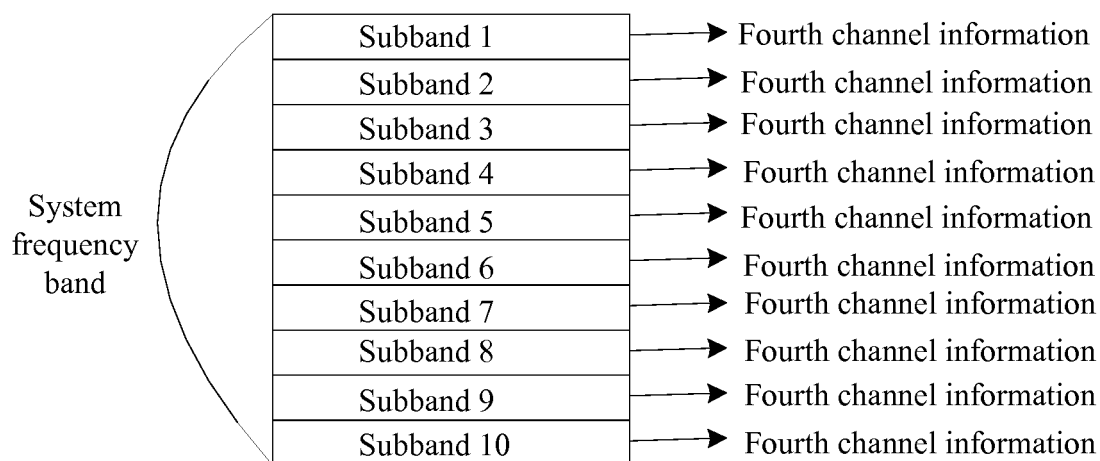 Subband 1 Fourth channel information
Subband 2 Fourth channel information
Subband 3 Fourth channel information
Subband 4 Fourth channel information
System
frequency
band
Subband 5 Fourth channel information
Subband 6 Fourth channel information
Subband 7 Fourth channel information
Subband 8 Fourth channel information
Subband 9 Fourth channel information
Subband 10 Fourth channel information